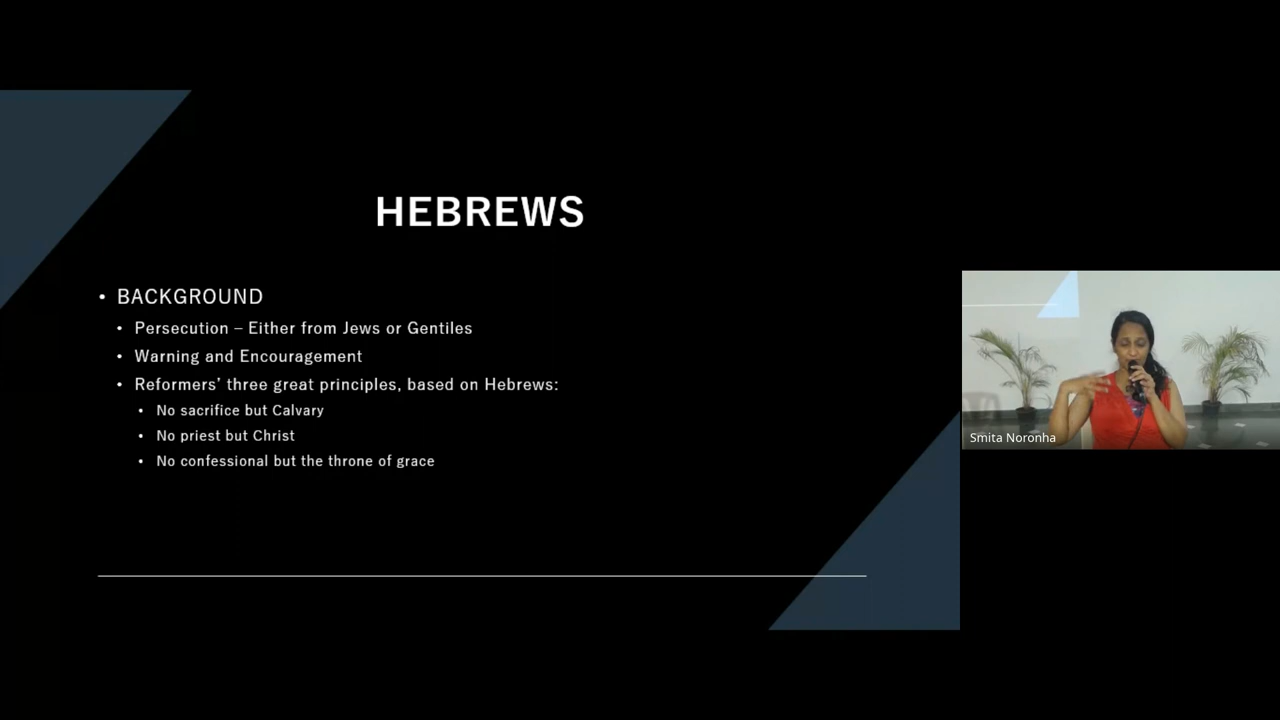 HEBREWS
• BACKGROUND
• Persecution – Either from Jews or Gentiles
• Warning and Encouragement
• Reformers’ three great principles, based on Hebrews:
• No sacrifice but Calvary
• No priest but Christ
• No confessional but the throne of grace
Smita Noronha